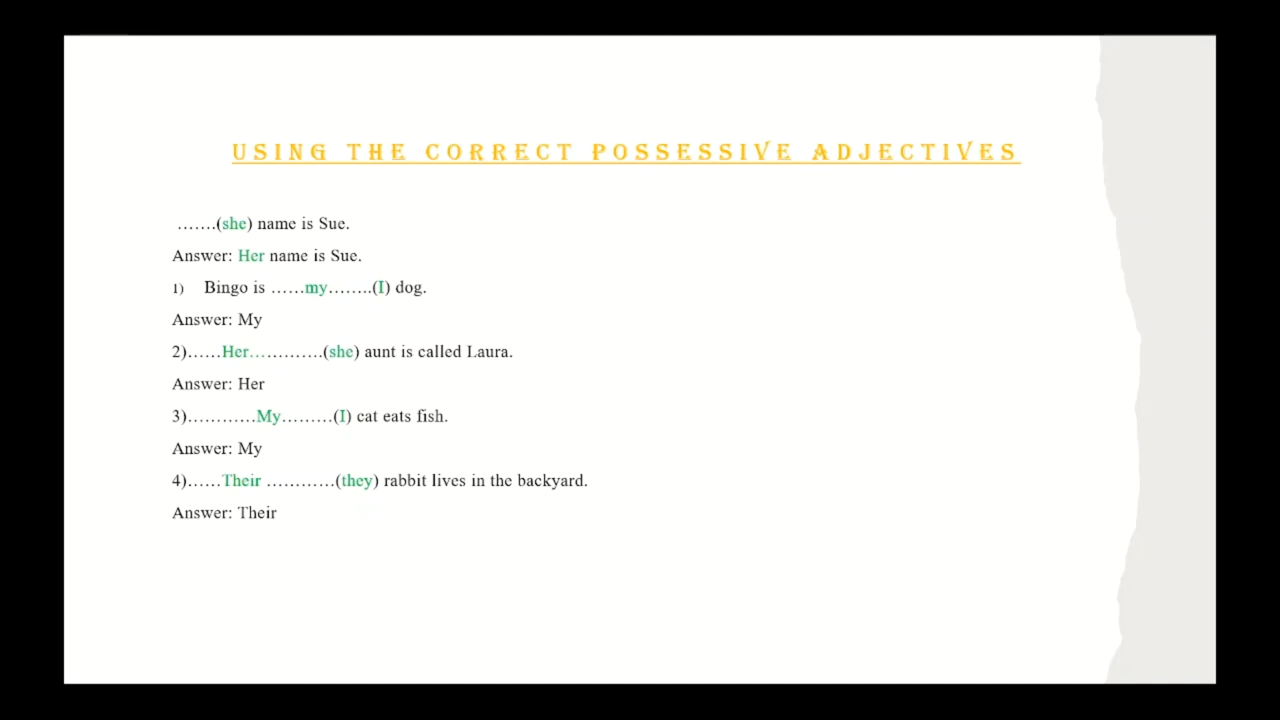 USING THE CORRECT POSSESSIVE ADJECTIVES
.......(she) name is Sue.
Answer: Her name is Sue.
1) Bingo is ……my……..(I) dog.
Answer: My
2)……Her…………..(she) aunt is called Laura.
Answer: Her
3)…………My………(I) cat eats fish.
Answer: My
4)……Their …………(they) rabbit lives in the backyard.
Answer: Their